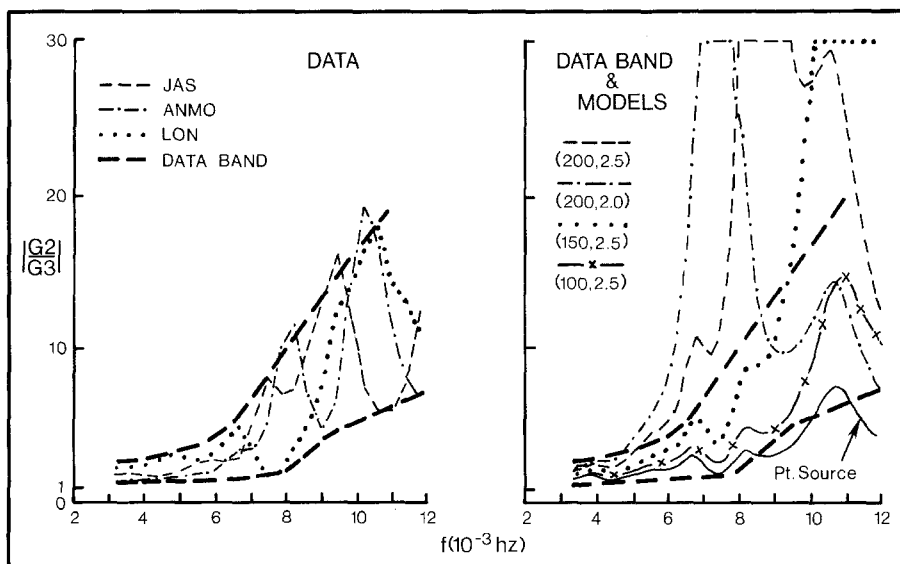 DATA
JAS
ANMO
LON
DATA BAND
30
20
|G2|
|G3|
10
1
0
2
4
6
8
10
12
DATA BAND
&
MODELS
(200,2.5)
(200,2.0)
(150,2.5)
(100,2.5)
Pt. Source
4
6
8
10
12
f(10⁻³ hz)